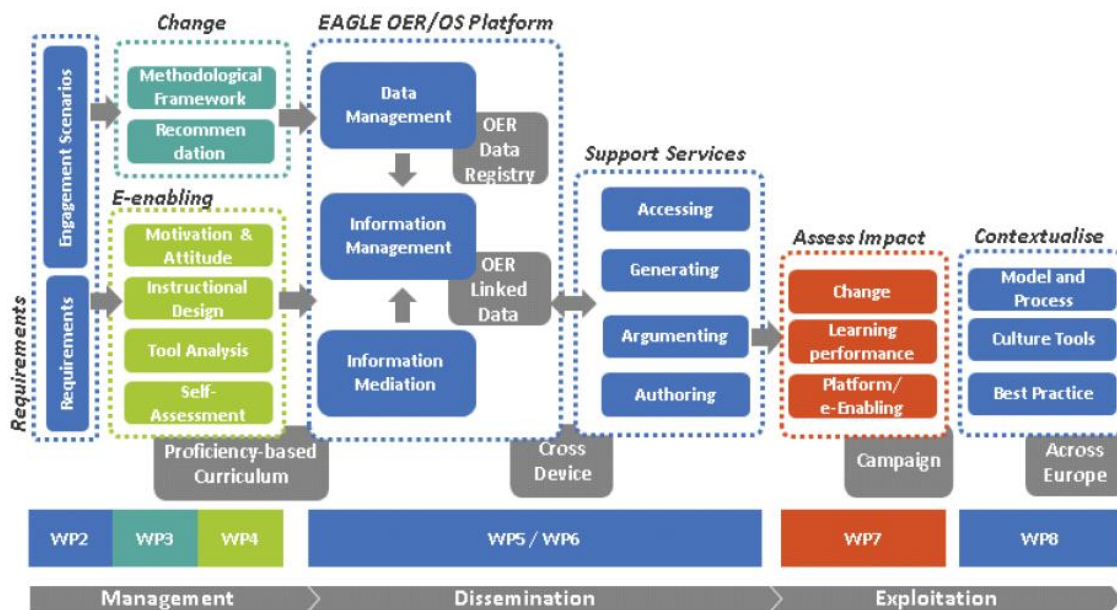 Change
EAGLE OER/OS Platform
Requirements
Engagement Scenarios
Requirements
Methodological
Framework
Recommen
dation
E-enabling
Motivation &
Attitude
Instructional
Design
Tool Analysis
Self-
Assessment
Proficiency-based
Curriculum
Data
Management
OER
Data
Registry
Information
Management
OER
Linked
Data
Information
Mediation
Cross
Device
Support Services
Accessing
Generating
Argumenting
Authoring
Assess Impact
Change
Learning
performance
Platform/
e-Enabling
Campaign
Contextualise
Model and
Process
Culture Tools
Best Practice
Across
Europe
WP2
WP3
WP4
WP5 / WP6
WP7
WP8
Management
Dissemination
Exploitation